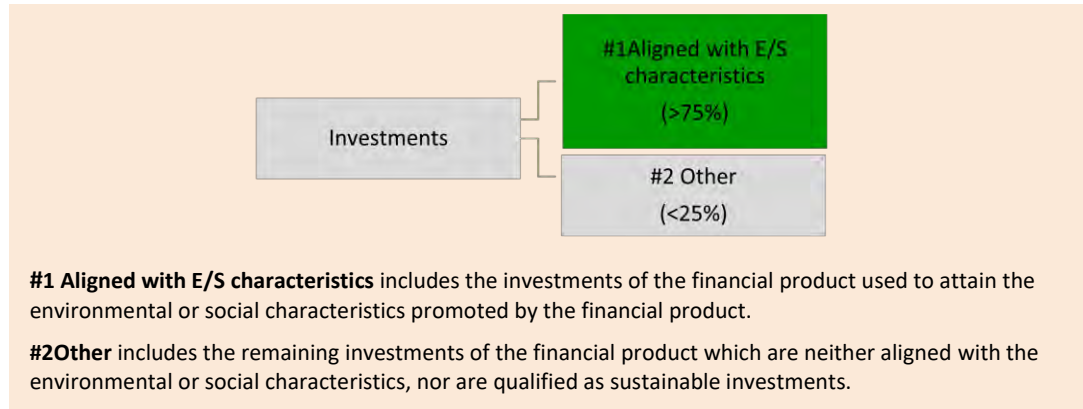 #1Aligned with E/S
characteristics
(>75%)
Investments
#2 Other
(<25%)
#1 Aligned with E/S characteristics includes the investments of the financial product used to attain the
environmental or social characteristics promoted by the financial product.
#2Other includes the remaining investments of the financial product which are neither aligned with the
environmental or social characteristics, nor are qualified as sustainable investments.